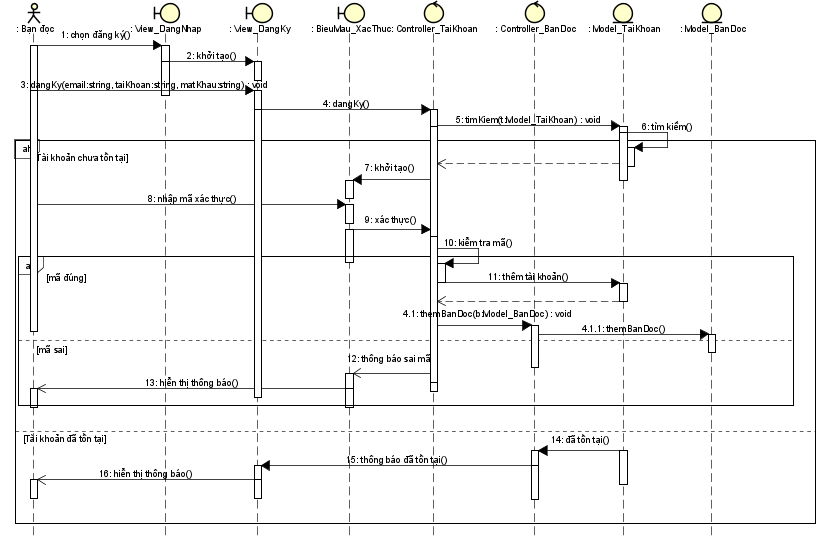 : Bạn đọc
: View_DangNhap
: View_DangKy
: BieuMau_XacThuc
: Controller_TaiKhoan
: Controller_BanDoc
: Model_TaiKhoan
: Model_BanDoc
1: chọn đăng ký()
2: khởi tạo()
3: dangKy(email:string, taiKhoan:string, matKhau:string) : void
4: dangKy()
5: timKiem(t:Model_TaiKhoan) : void
6: tìm kiếm()
alt
[Tài khoản chưa tồn tại]
7: khởi tạo()
8: nhập mã xác thực()
9: xác thực()
10: kiểm tra mã()
[mã đúng]
11: thêm tài khoản()
4.1: themBanDoc(b:Model_BanDoc) : void
4.1.1: themBanDoc()
[mã sai]
12: thông báo sai mã
13: hiển thị thông báo()
[Tài khoản đã tồn tại]
14: đã tồn tại()
15: thông báo đã tồn tại()
16: hiển thị thông báo()